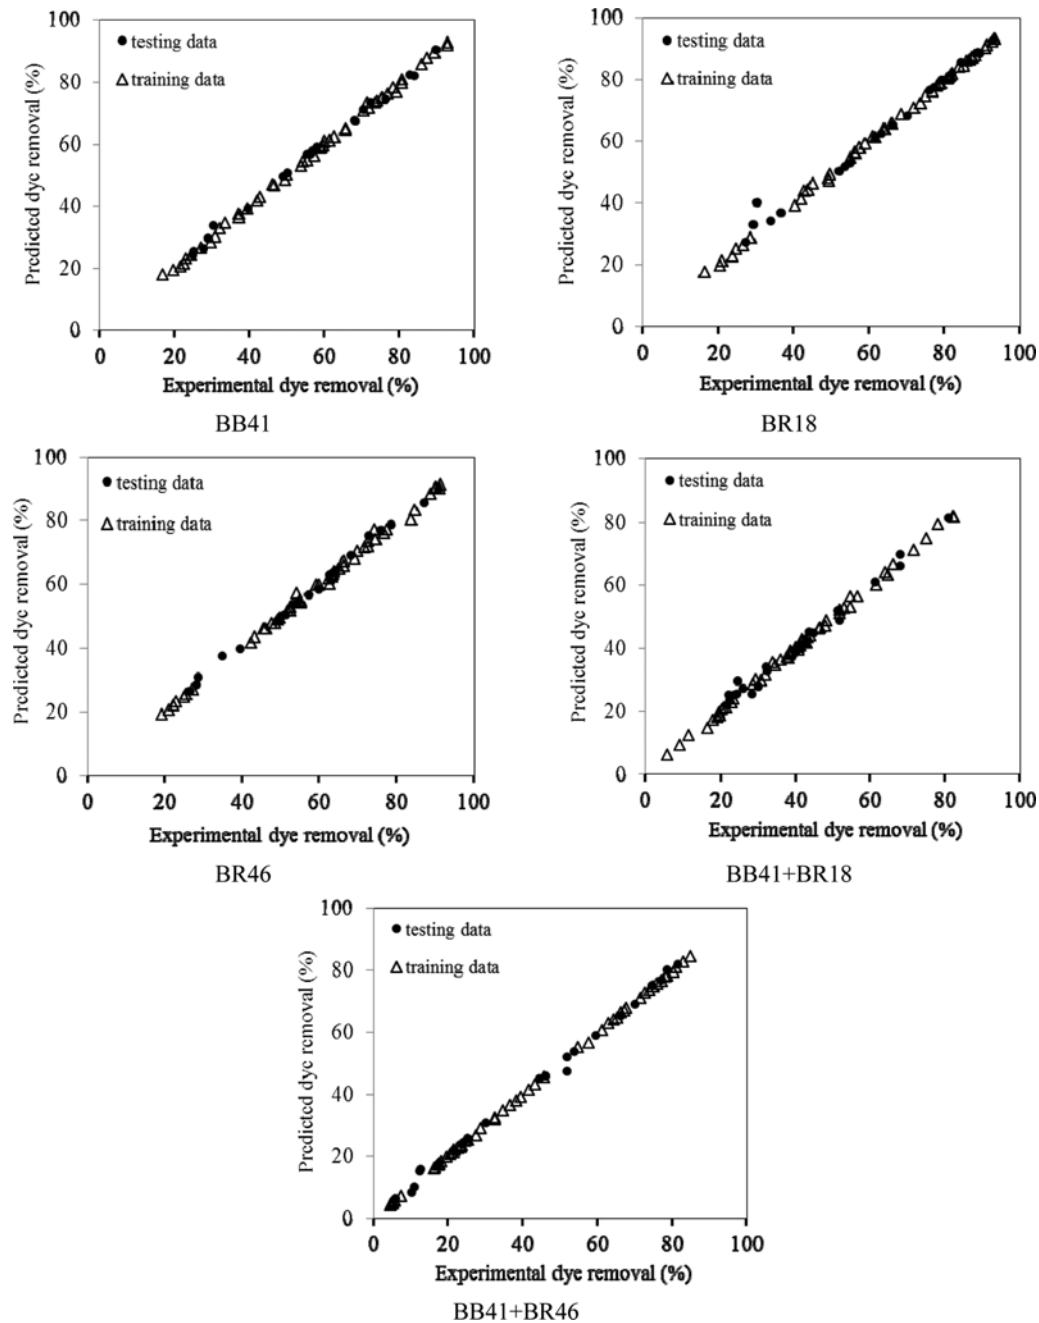 100
80
60
40
20
0
Predicted dye removal (%)
testing data
training data
0 20 40 60 80 100
Experimental dye removal (%)
BB41
100
80
60
40
20
0
Predicted dye removal (%)
testing data
training data
0 20 40 60 80 100
Experimental dye removal (%)
BR18
100
80
60
40
20
0
Predicted dye removal (%)
testing data
training data
0 20 40 60 80 100
Experimental dye removal (%)
BR46
100
80
60
40
20
0
Predicted dye removal (%)
testing data
training data
0 20 40 60 80 100
Experimental dye removal (%)
BB41+BR18
100
80
60
40
20
0
Predicted dye removal (%)
testing data
training data
0 20 40 60 80 100
Experimental dye removal (%)
BB41+BR46